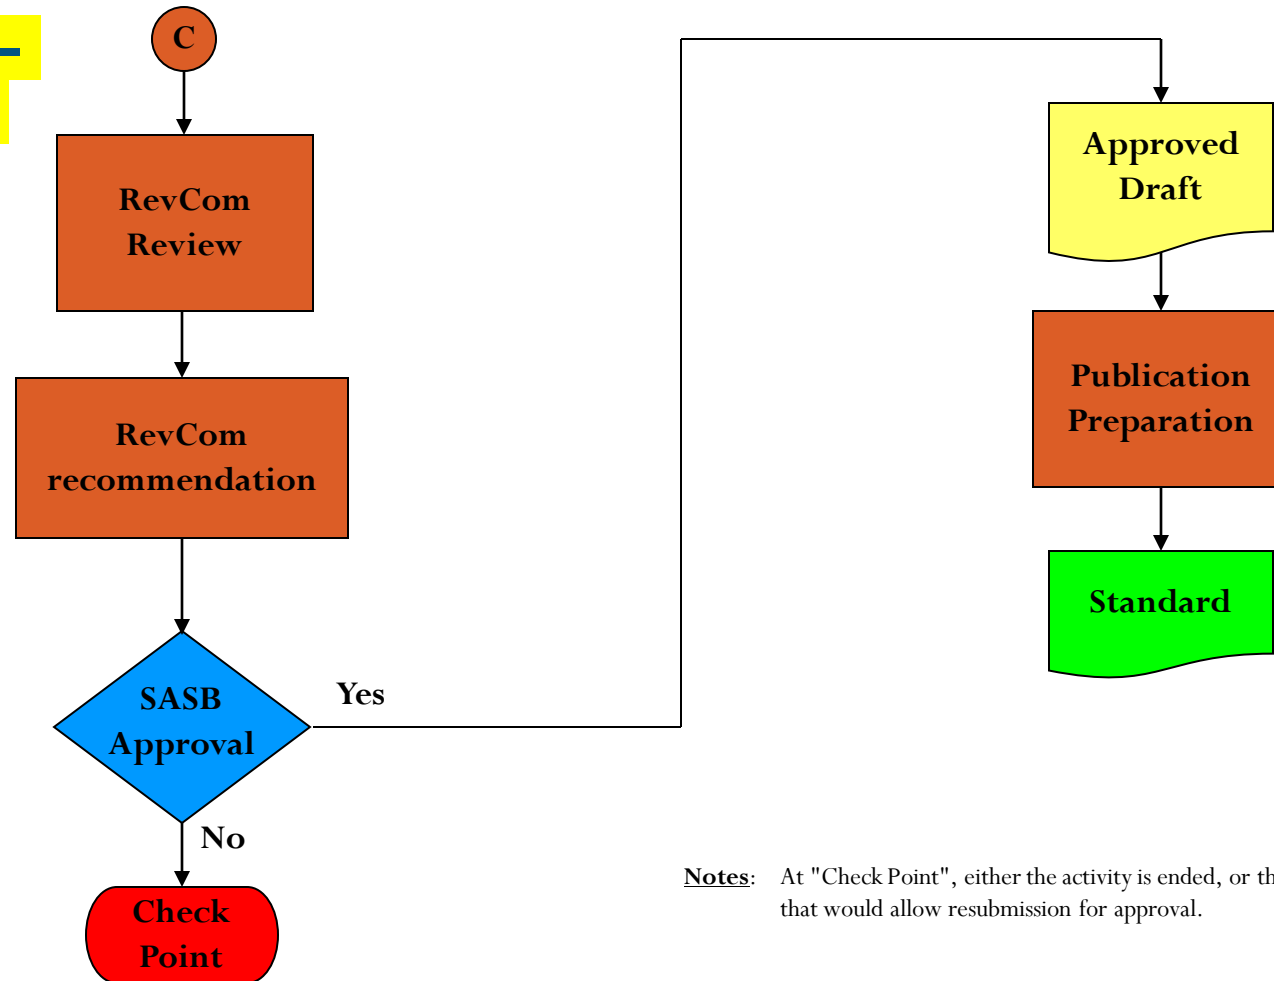 C
RevCom
Review
RevCom
recommendation
SASB
Approval
Yes
No
Check
Point
Approved
Draft
Publication
Preparation
Standard
Notes: At "Check Point", either the activity is ended, or
that would allow resubmission for approval.